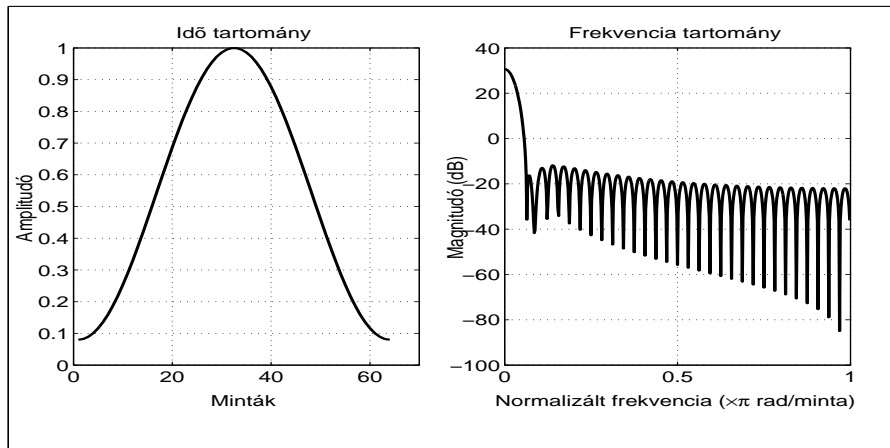 Idő tartomány
1
0.9
0.8
0.7
0.6
0.5
0.4
0.3
0.2
0.1
0
Amplitudó
0 20 40 60
Minták
Frekvencia tartomány
40
20
0
−20
−40
−60
−80
−100
Magnitudó (dB)
0 0.5 1
Normalizált frekvencia (×π rad/minta)